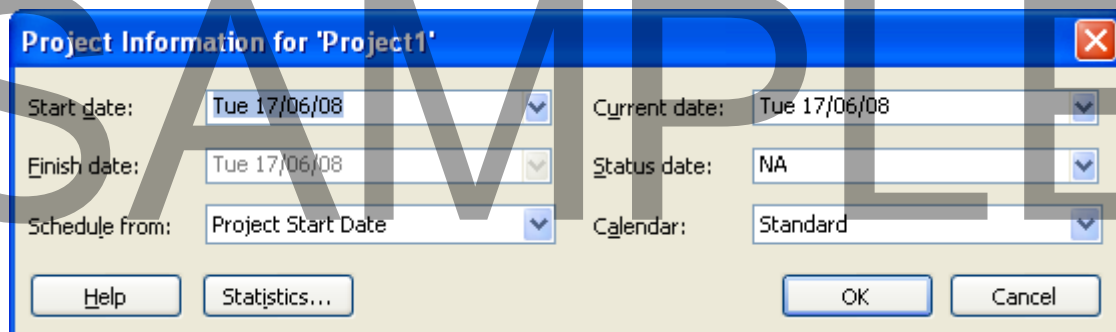 Project Information for 'Project1'
Start date: Tue 17/06/08 Current date: Tue 17/06/08
Finish date: Tue 17/06/08 Status date: NA
Schedule from: Project Start Date Calendar: Standard
Help Statistics... OK Cancel
SAMPLE